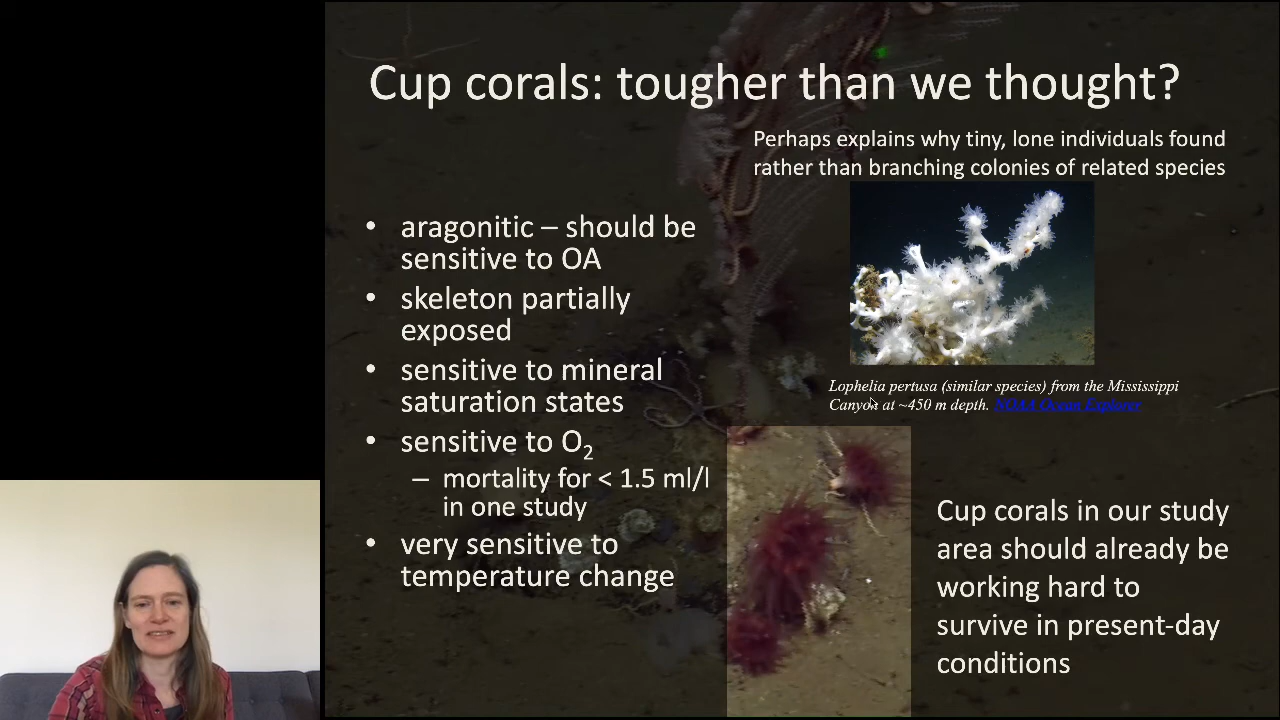 Cup corals: tougher than we thought?
Perhaps explains why tiny, lone individuals found
rather than branching colonies of related species
• aragonitic – should be
sensitive to OA
• skeleton partially
exposed
• sensitive to mineral
saturation states
• sensitive to O₂
– mortality for < 1.5 ml/l
in one study
• very sensitive to
temperature change
Lophelia pertusa (similar species) from the Mississippi
Canyon at ~450 m depth. NOAA Ocean Explorer
Cup corals in our study
area should already be
working hard to
survive in present-day
conditions